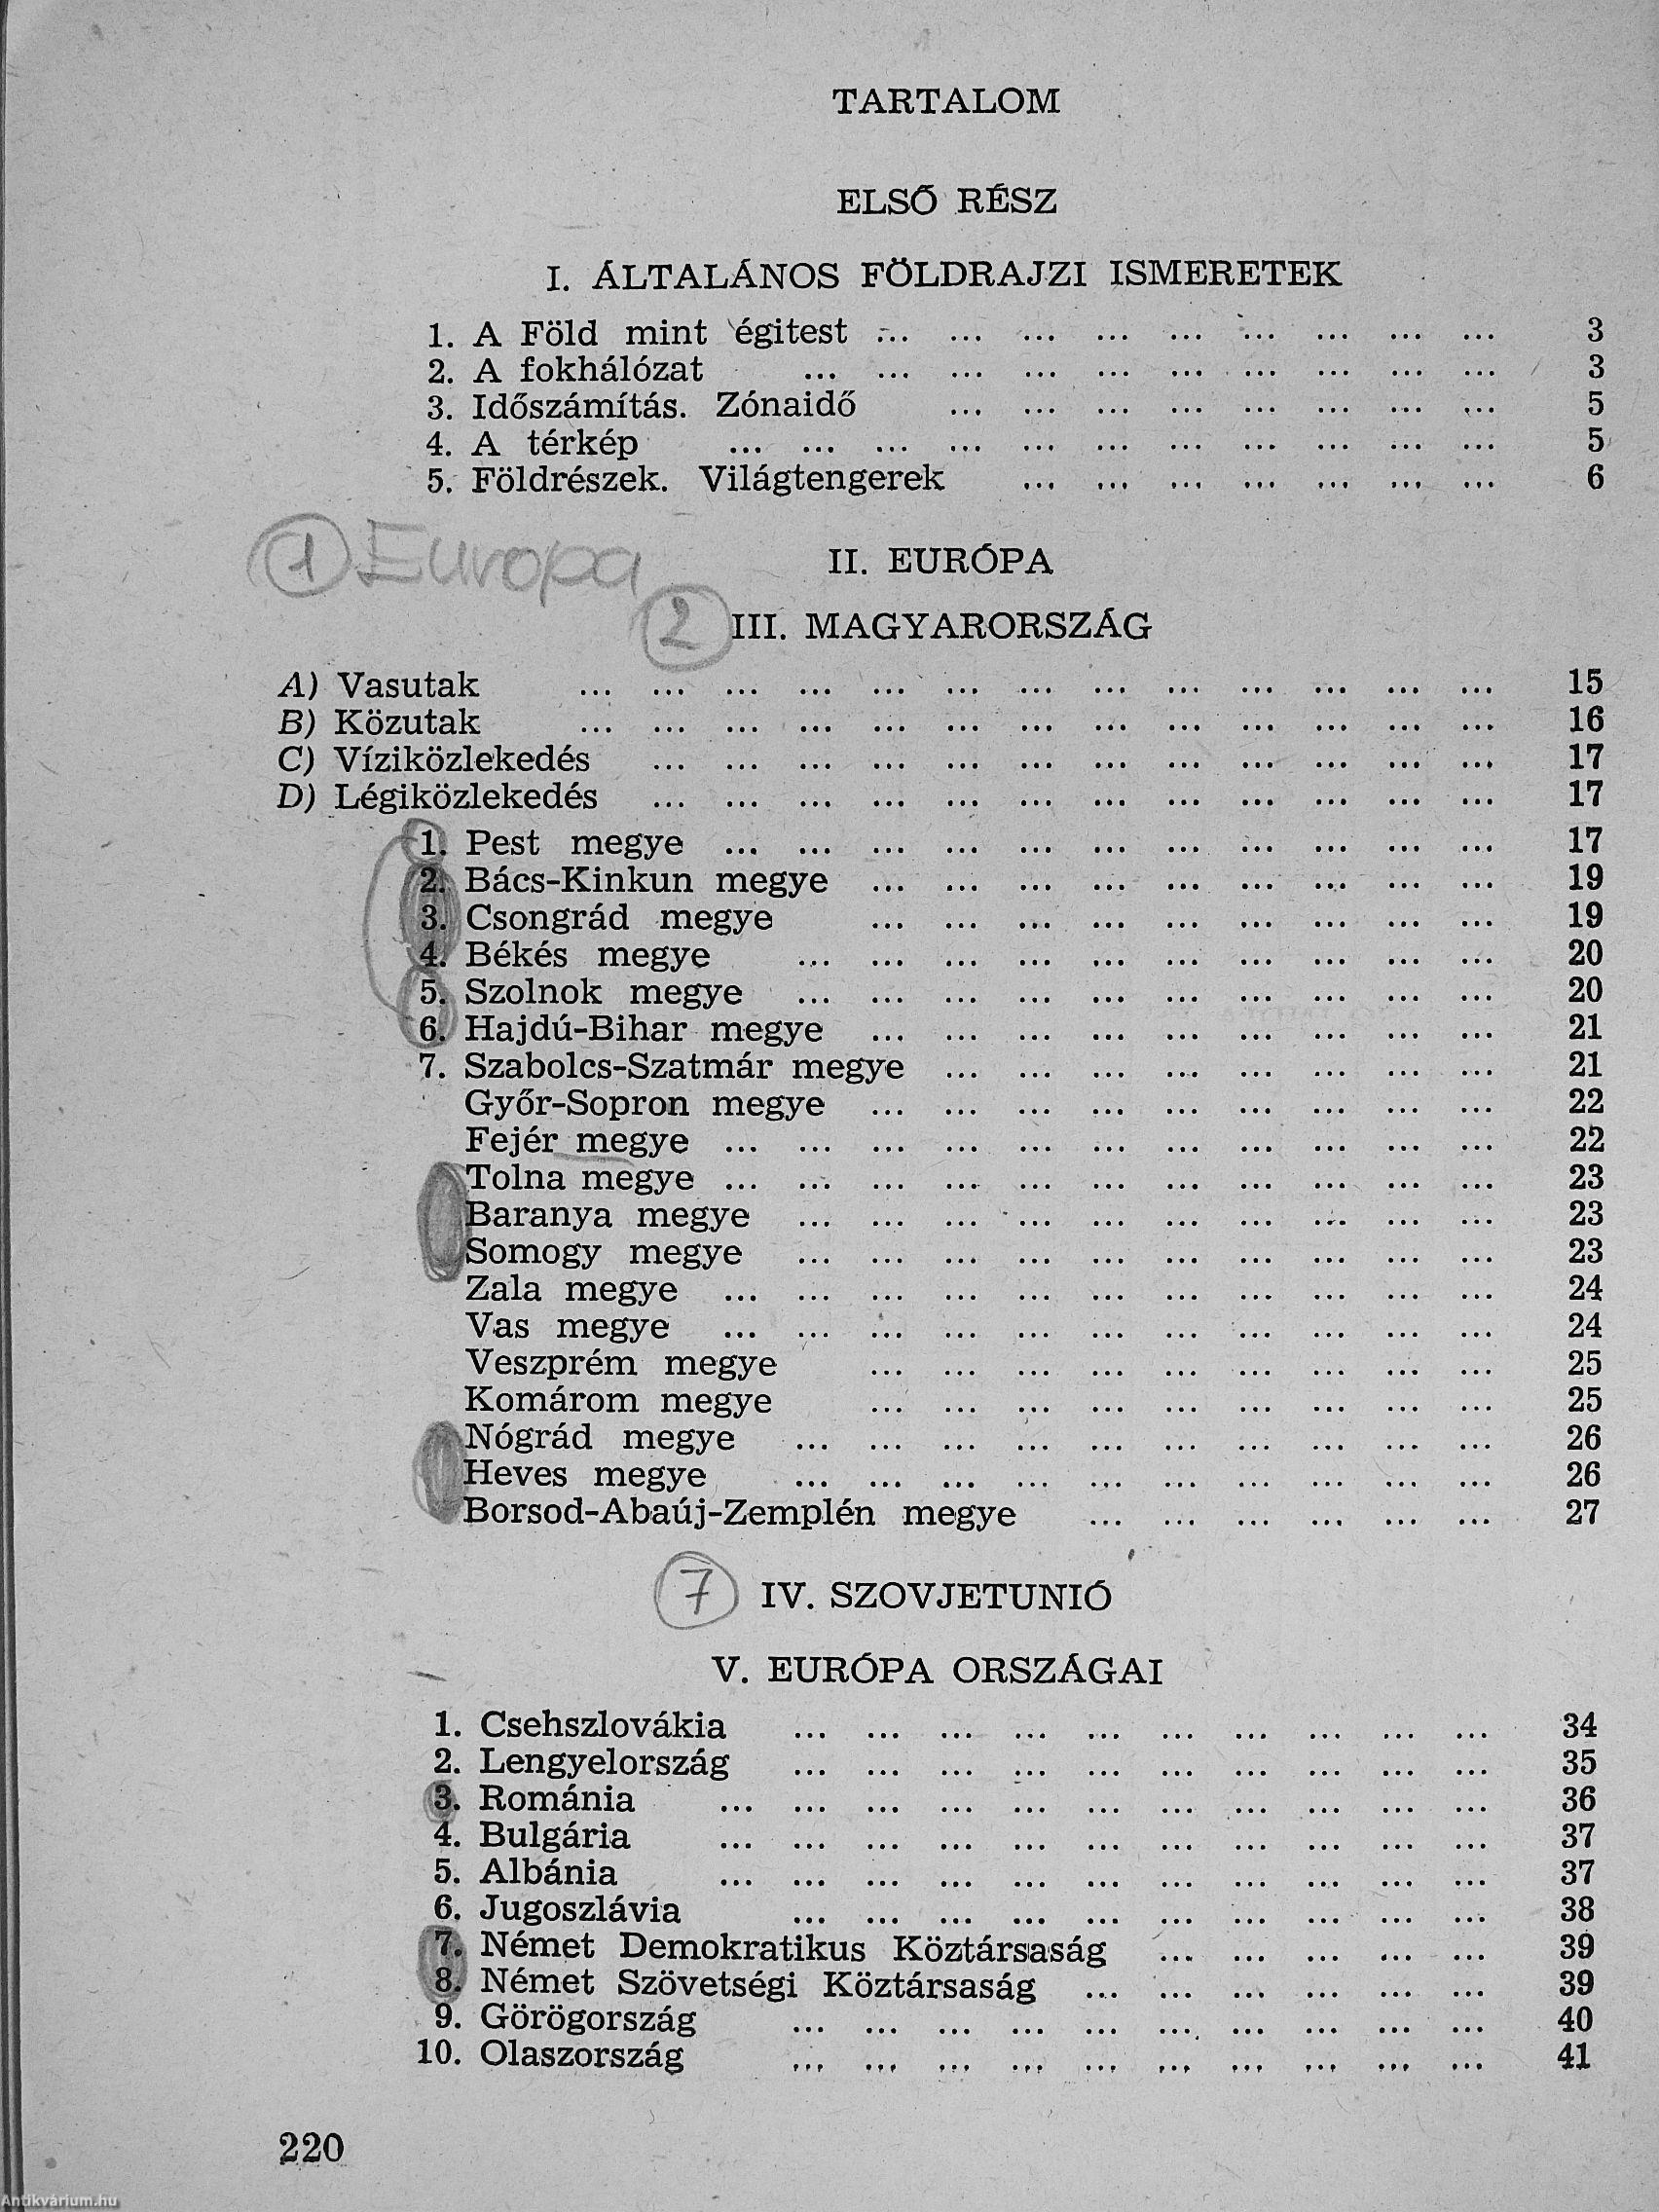 TARTALOM
ELSŐ RÉSZ
I. ÁLTALÁNOS FÖLDRAJZI ISMERETEK
1. A Föld mint égitest ... ... ... ... ... ... ... ... ... 3
2. A fokhálózat ... ... ... ... ... ... ... ... ... ... 3
3. Időszámítás. Zónaidő ... ... ... ... ... ... ... ... 5
4. A térkép ... ... ... ... ... ... ... ... ... ... ... 5
5. Földrészek. Világtengerek ... ... ... ... ... ... ... 6
1 Europa
II. EURÓPA
2 III. MAGYARORSZÁG
A) Vasutak ... ... ... ... ... ... ... ... ... ... ... ... ... 15
B) Közutak ... ... ... ... ... ... ... ... ... ... ... ... ... 16
C) Víziközlekedés ... ... ... ... ... ... ... ... ... ... ... ... 17
D) Légiközlekedés ... ... ... ... ... ... ... ... ... ... ... ... 17
1. Pest megye ... ... ... ... ... ... ... ... ... ... ... 17
2. Bács-Kinkun megye ... ... ... ... ... ... ... ... ... 19
3. Csongrád megye ... ... ... ... ... ... ... ... ... 19
4. Békés megye ... ... ... ... ... ... ... ... ... ... 20
5. Szolnok megye ... ... ... ... ... ... ... ... ... ... 20
6. Hajdú-Bihar megye ... ... ... ... ... ... ... ... ... 21
7. Szabolcs-Szatmár megye ... ... ... ... ... ... ... ... 21
Győr-Sopron megye ... ... ... ... ... ... ... ... ... 22
Fejér megye ... ... ... ... ... ... ... ... ... ... ... 22
Tolna megye ... ... ... ... ... ... ... ... ... ... ... 23
Baranya megye ... ... ... ... ... ... ... ... ... ... 23
Somogy megye ... ... ... ... ... ... ... ... ... ... 23
Zala megye ... ... ... ... ... ... ... ... ... ... ... 24
Vas megye ... ... ... ... ... ... ... ... ... ... ... 24
Veszprém megye ... ... ... ... ... ... ... ... ... 25
Komárom megye ... ... ... ... ... ... ... ... ... 25
Nógrád megye ... ... ... ... ... ... ... ... ... ... 26
Heves megye ... ... ... ... ... ... ... ... ... ... 26
Borsod-Abaúj-Zemplén megye ... ... ... ... ... ... 27
7 IV. SZOVJETUNIÓ
V. EURÓPA ORSZÁGAI
1. Csehszlovákia ... ... ... ... ... ... ... ... ... ... 34
2. Lengyelország ... ... ... ... ... ... ... ... ... ... 35
3. Románia ... ... ... ... ... ... ... ... ... ... ... 36
4. Bulgária ... ... ... ... ... ... ... ... ... ... ... 37
5. Albánia ... ... ... ... ... ... ... ... ... ... ... 37
6. Jugoszlávia ... ... ... ... ... ... ... ... ... ... 38
7. Német Demokratikus Köztársaság ... ... ... ... ... 39
8. Német Szövetségi Köztársaság ... ... ... ... ... ... 39
9. Görögország ... ... ... ... ... ... ... ... ... ... 40
10. Olaszország ... ... ... ... ... ... ... ... ... ... 41
220
Antikvárium.hu